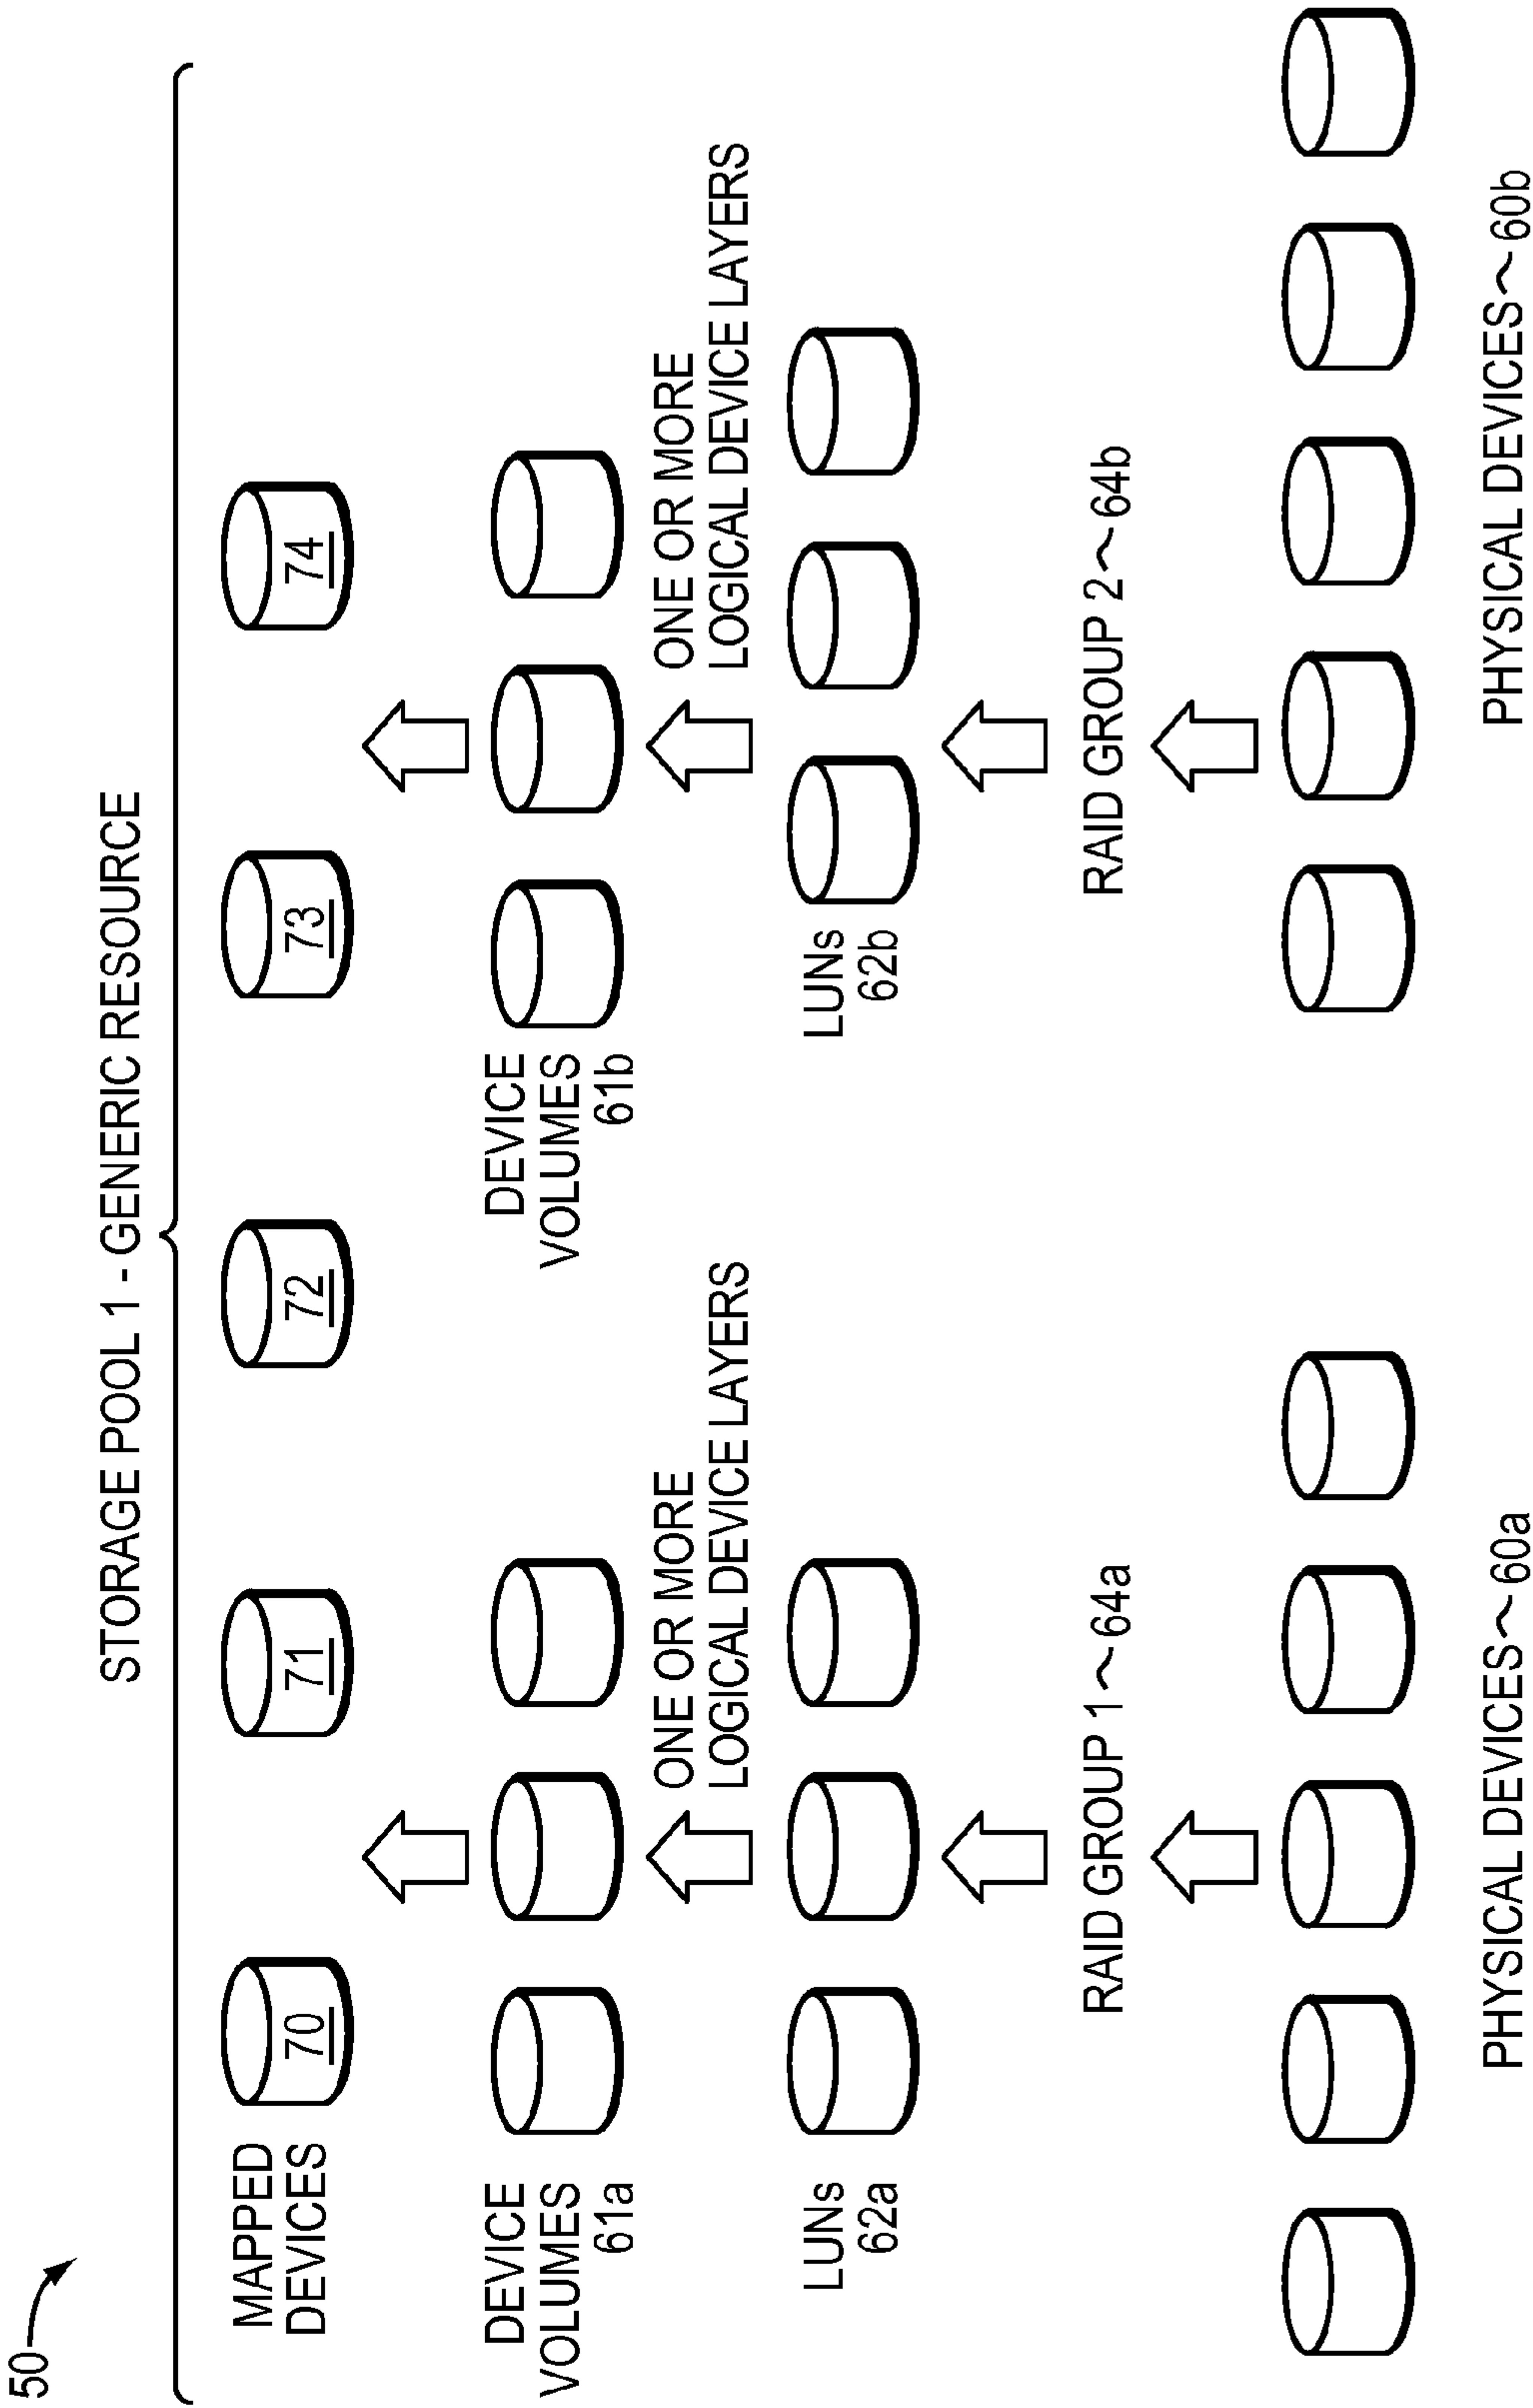 50
STORAGE POOL 1 - GENERIC RESOURCE
MAPPED
DEVICES
70
71
72
73
74
DEVICE
VOLUMES
61a
DEVICE
VOLUMES
61b
ONE OR MORE
LOGICAL DEVICE LAYERS
ONE OR MORE
LOGICAL DEVICE LAYERS
LUNs
62a
LUNs
62b
RAID GROUP 1~64a
RAID GROUP 2~64b
PHYSICAL DEVICES~60a
PHYSICAL DEVICES~60b